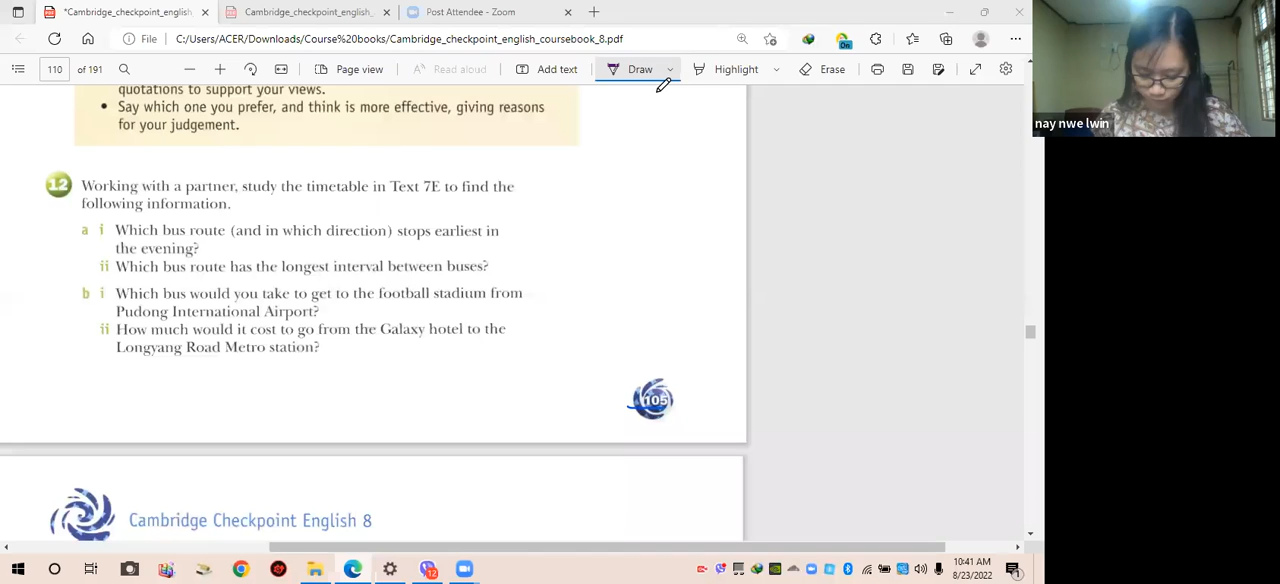 *Cambridge_checkpoint_english_
Cambridge_checkpoint_english_
Post Attendee - Zoom
File
C:/Users/ACER/Downloads/Course%20books/Cambridge_checkpoint_english_coursebook_8.pdf
110 of 191
Page view
Read aloud
Add text
Draw
Highlight
Erase
nay nwe lwin
quotations to support your views.
• Say which one you prefer, and think is more effective, giving reasons
for your judgement.
12 Working with a partner, study the timetable in Text 7E to find the
following information.
a i Which bus route (and in which direction) stops earliest in
the evening?
ii Which bus route has the longest interval between buses?
b i Which bus would you take to get to the football stadium from
Pudong International Airport?
ii How much would it cost to go from the Galaxy hotel to the
Longyang Road Metro station?
105
Cambridge Checkpoint English 8
10:41 AM
8/23/2022